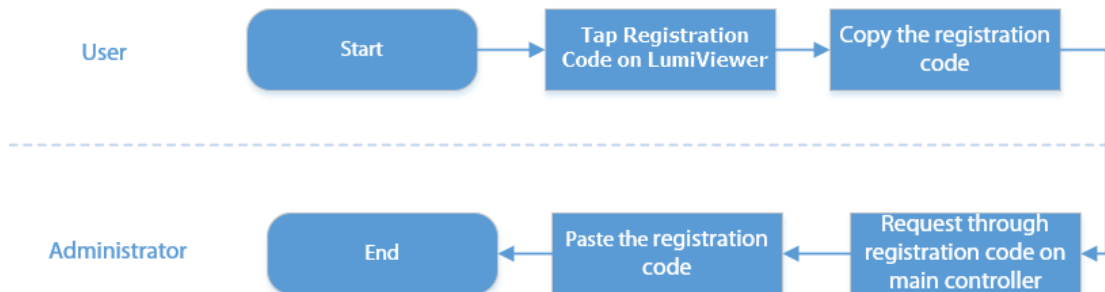 User
Start
Tap Registration
Code on LumiViewer
Copy the registration
code
Administrator
End
Paste the registration
code
Request through
registration code on
main controller